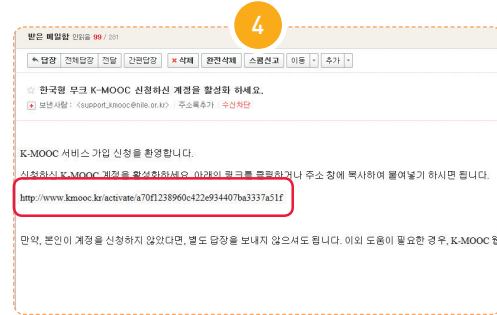 4
받은 메일함 안읽음 99 / 201
답장 전체답장 전달 간편답장 × 삭제 완전삭제 스팸신고 이동 추가
☆ 한국형 무크 K-MOOC 신청하신 계정을 활성화 하세요.
보낸사람 : <support_kmooc@nile.or.kr> 주소록추가 수신차단
K-MOOC 서비스 가입 신청을 환영합니다.
신청하신 K-MOOC 계정을 활성화하세요. 아래의 링크를 클릭하거나 주소 창에 복사하여 붙여넣기 하시면 됩니다.
http://www.kmooc.kr/activate/a70f1238960c422e934407ba3337a51f
만약, 본인이 계정을 신청하지 않았다면, 별도 답장을 보내지 않으셔도 됩니다. 이외 도움이 필요한 경우, K-MOOC